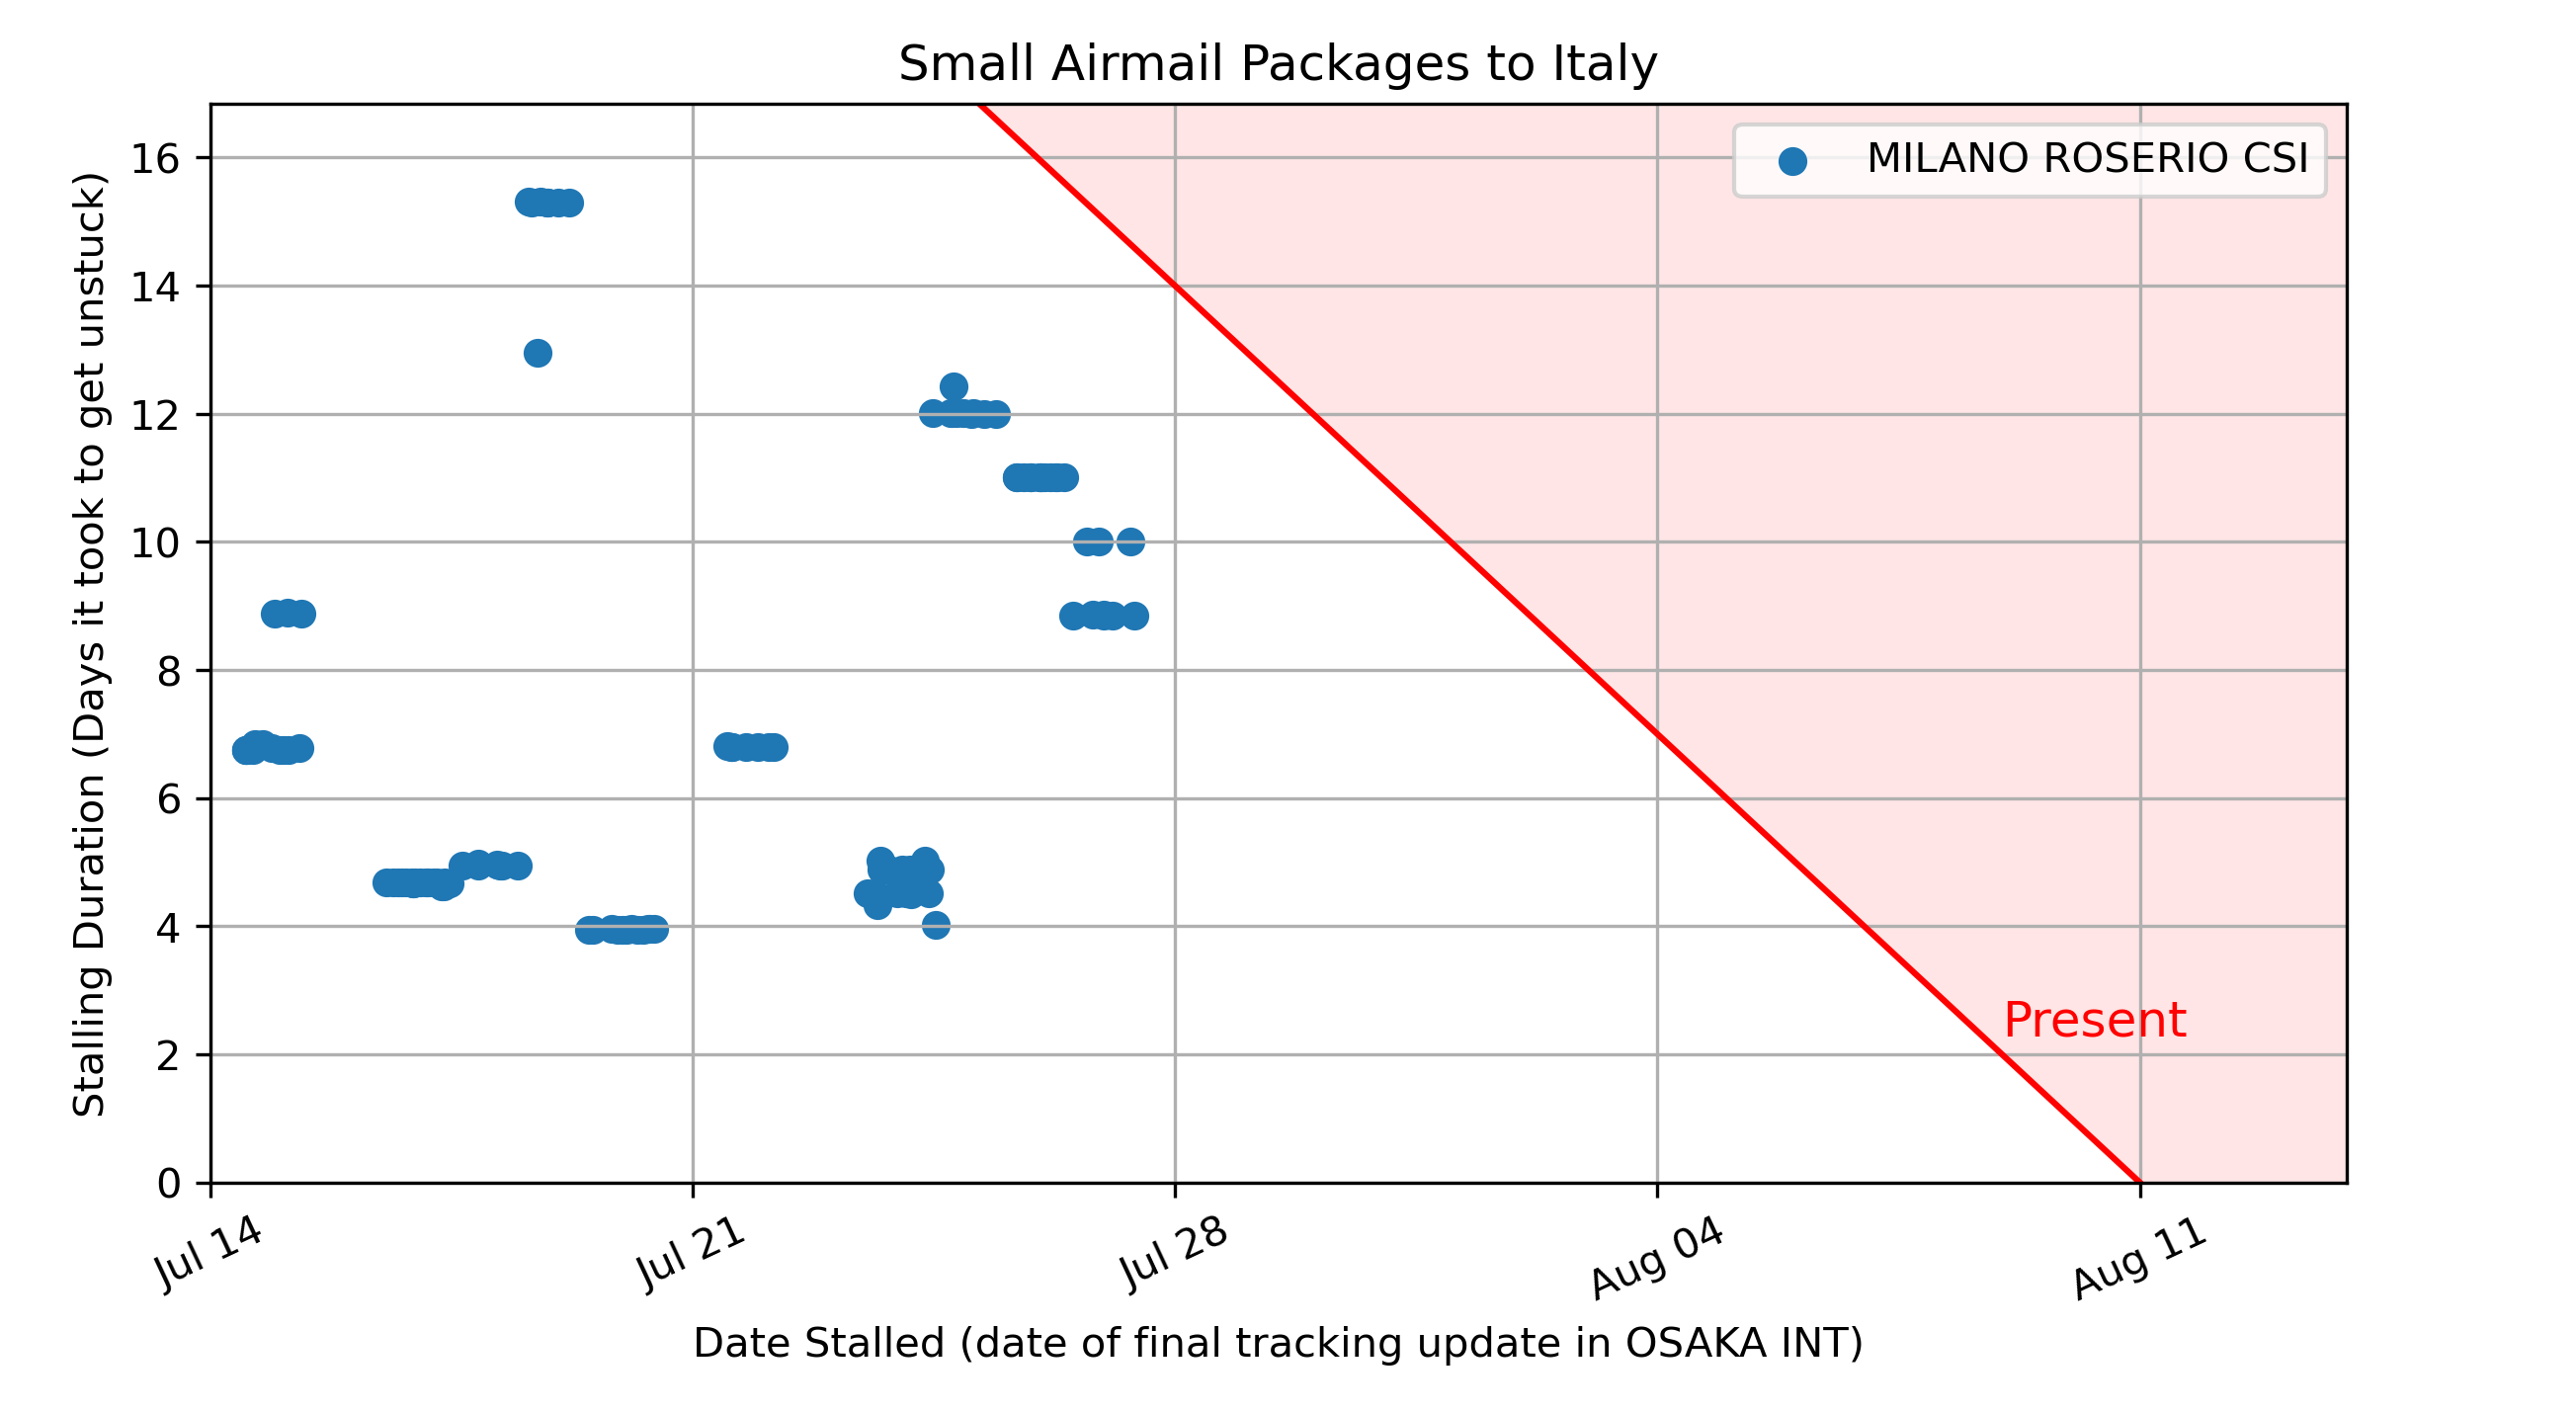 Small Airmail Packages to Italy
MILANO ROSERIO CSI
Stalling Duration (Days it took to get unstuck)
16
14
12
10
8
6
4
2
0
Present
Jul 14
Jul 21
Jul 28
Aug 04
Aug 11
Date Stalled (date of final tracking update in OSAKA INT)